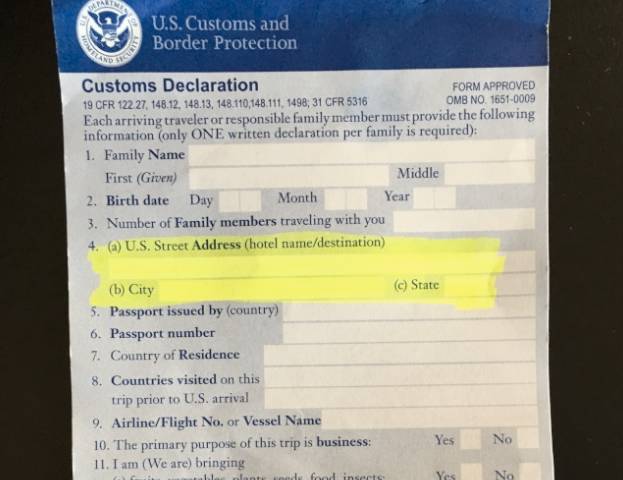 U.S. Customs and
Border Protection
Customs Declaration
19 CFR 122.27, 148.12, 148.13, 148.110,148.111, 1498; 31 CFR 5316
FORM APPROVED
OMB NO. 1651-0009
Each arriving traveler or responsible family member must provide the following
information (only ONE written declaration per family is required):
1. Family Name
First (Given) Middle
2. Birth date Day Month Year
3. Number of Family members traveling with you
4. (a) U.S. Street Address (hotel name/destination)
(b) City (c) State
5. Passport issued by (country)
6. Passport number
7. Country of Residence
8. Countries visited on this
trip prior to U.S. arrival
9. Airline/Flight No. or Vessel Name
10. The primary purpose of this trip is business: Yes No
11. I am (We are) bringing
(a) fruits, vegetables, plants, seeds, food, insects: Yes No